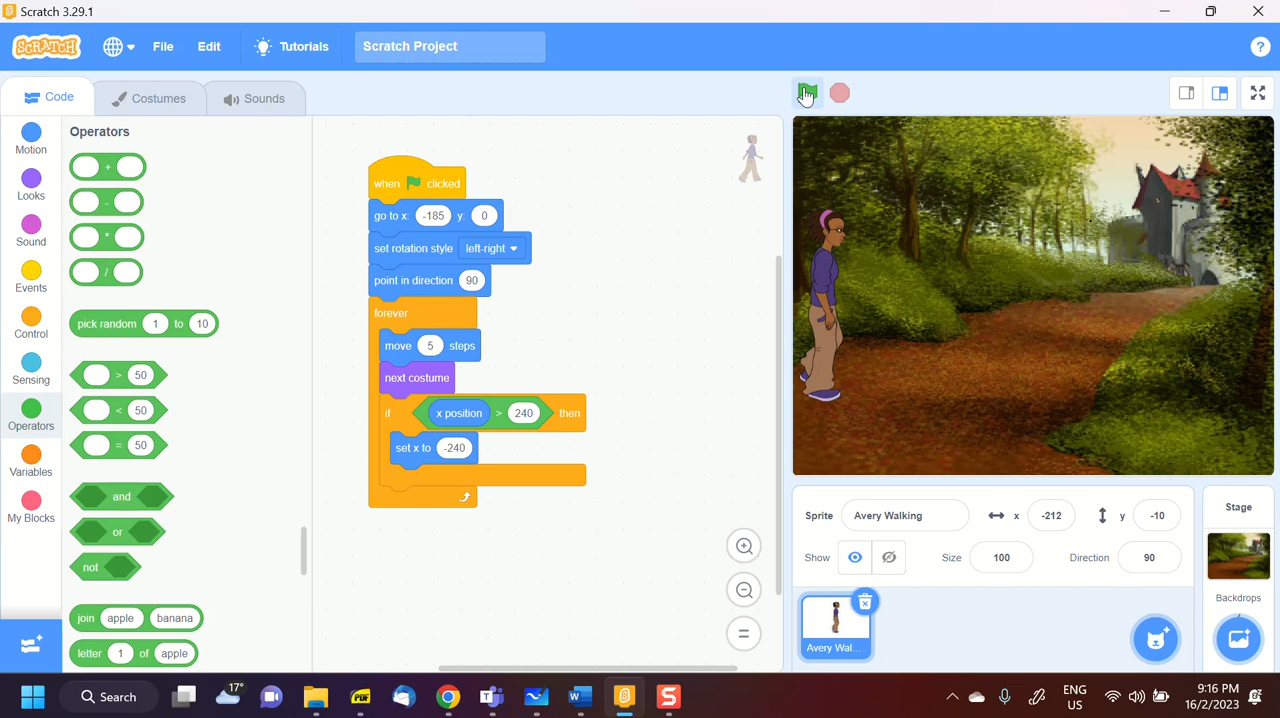 Scratch 3.29.1
SCRATCH File Edit Tutorials Scratch Project ?
Code Costumes Sounds
Motion
Looks
Sound
Events
Control
Sensing
Operators
Variables
My Blocks
Operators
+
-
*
/
pick random 1 to 10
> 50
< 50
= 50
and
or
not
join apple banana
letter 1 of apple
when clicked
go to x: -185 y: 0
set rotation style left-right
point in direction 90
forever
move 5 steps
next costume
if x position > 240 then
set x to -240
Sprite Avery Walking x -212 y -10
Show Size 100 Direction 90
Avery Wal...
Stage
Backdrops
Search 17° PDF W S
ENG
US
9:16 PM
16/2/2023